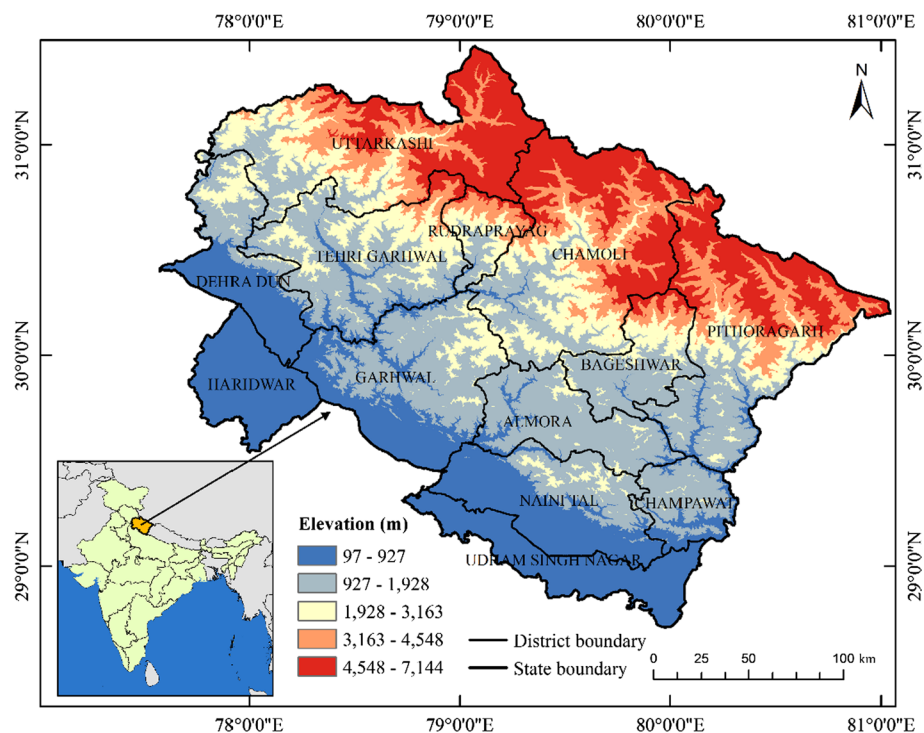 78°0'0"E 79°0'0"E 80°0'0"E 81°0'0"E
N
31°0'0"N
31°0'0"N
UTTARKASHI
RUDRAPRAYAG
CHAMOLI
TEHRI GARHWAL
DEHRA DUN
PITHORAGARH
30°0'0"N
30°0'0"N
BAGESHWAR
HARIDWAR
GARHWAL
ALMORA
NAINI TAL
HAMPAWAT
UDHAM SINGH NAGAR
29°0'0"N
29°0'0"N
Elevation (m)
97 - 927
927 - 1,928
1,928 - 3,163
3,163 - 4,548
4,548 - 7,144
District boundary
State boundary
0 25 50 100 km
78°0'0"E 79°0'0"E 80°0'0"E 81°0'0"E